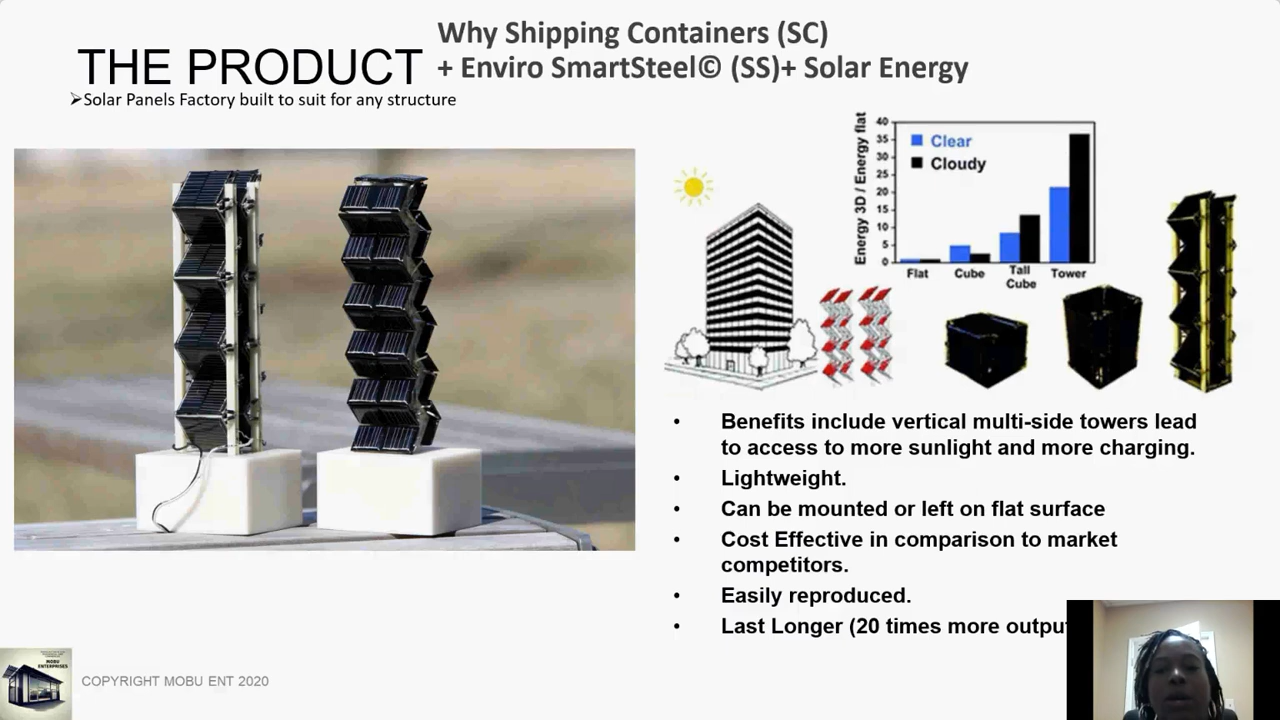 THE PRODUCT
Why Shipping Containers (SC)
+ Enviro SmartSteel© (SS)+ Solar Energy
➢Solar Panels Factory built to suit for any structure
Energy 3D / Energy flat
40
35
30
25
20
15
10
5
0
Clear
Cloudy
Flat
Cube
Tall
Cube
Tower
• Benefits include vertical multi-side towers lead
to access to more sunlight and more charging.
• Lightweight.
• Can be mounted or left on flat surface
• Cost Effective in comparison to market
competitors.
• Easily reproduced.
• Last Longer (20 times more output
MOBU
ENTERPRISES
COPYRIGHT MOBU ENT 2020